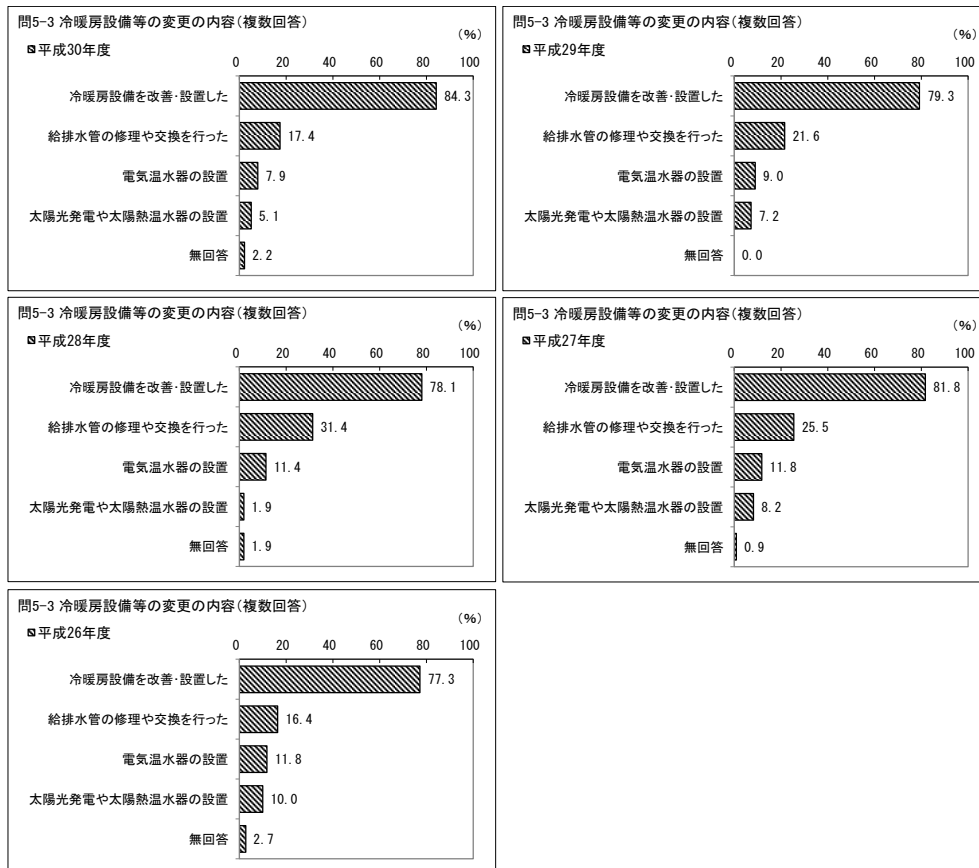 問5-3 冷暖房設備等の変更の内容(複数回答)
(%)
平成30年度
0 20 40 60 80 100
冷暖房設備を改善・設置した 84.3
給排水管の修理や交換を行った 17.4
電気温水器の設置 7.9
太陽光発電や太陽熱温水器の設置 5.1
無回答 2.2
問5-3 冷暖房設備等の変更の内容(複数回答)
(%)
平成29年度
0 20 40 60 80 100
冷暖房設備を改善・設置した 79.3
給排水管の修理や交換を行った 21.6
電気温水器の設置 9.0
太陽光発電や太陽熱温水器の設置 7.2
無回答 0.0
問5-3 冷暖房設備等の変更の内容(複数回答)
(%)
平成28年度
0 20 40 60 80 100
冷暖房設備を改善・設置した 78.1
給排水管の修理や交換を行った 31.4
電気温水器の設置 11.4
太陽光発電や太陽熱温水器の設置 1.9
無回答 1.9
問5-3 冷暖房設備等の変更の内容(複数回答)
(%)
平成27年度
0 20 40 60 80 100
冷暖房設備を改善・設置した 81.8
給排水管の修理や交換を行った 25.5
電気温水器の設置 11.8
太陽光発電や太陽熱温水器の設置 8.2
無回答 0.9
問5-3 冷暖房設備等の変更の内容(複数回答)
(%)
平成26年度
0 20 40 60 80 100
冷暖房設備を改善・設置した 77.3
給排水管の修理や交換を行った 16.4
電気温水器の設置 11.8
太陽光発電や太陽熱温水器の設置 10.0
無回答 2.7